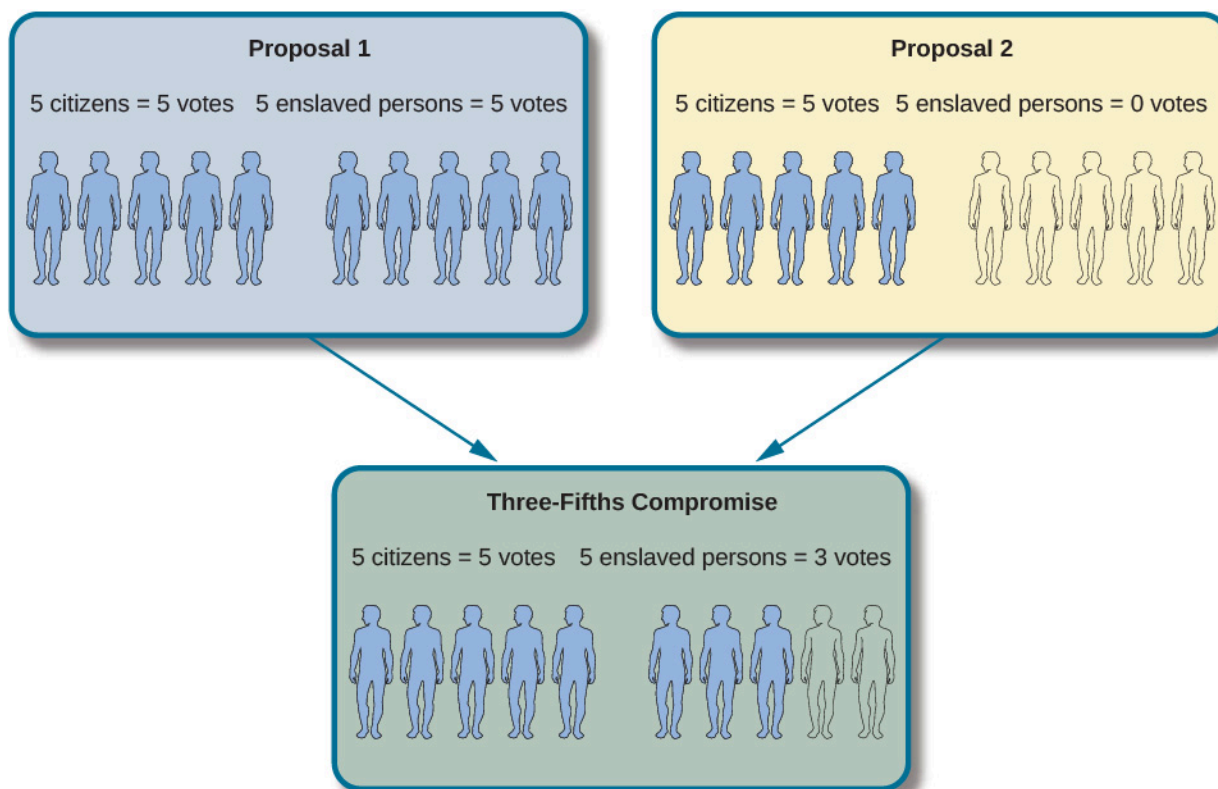 Proposal 1
5 citizens = 5 votes 5 enslaved persons = 5 votes
Proposal 2
5 citizens = 5 votes 5 enslaved persons = 0 votes
Three-Fifths Compromise
5 citizens = 5 votes 5 enslaved persons = 3 votes